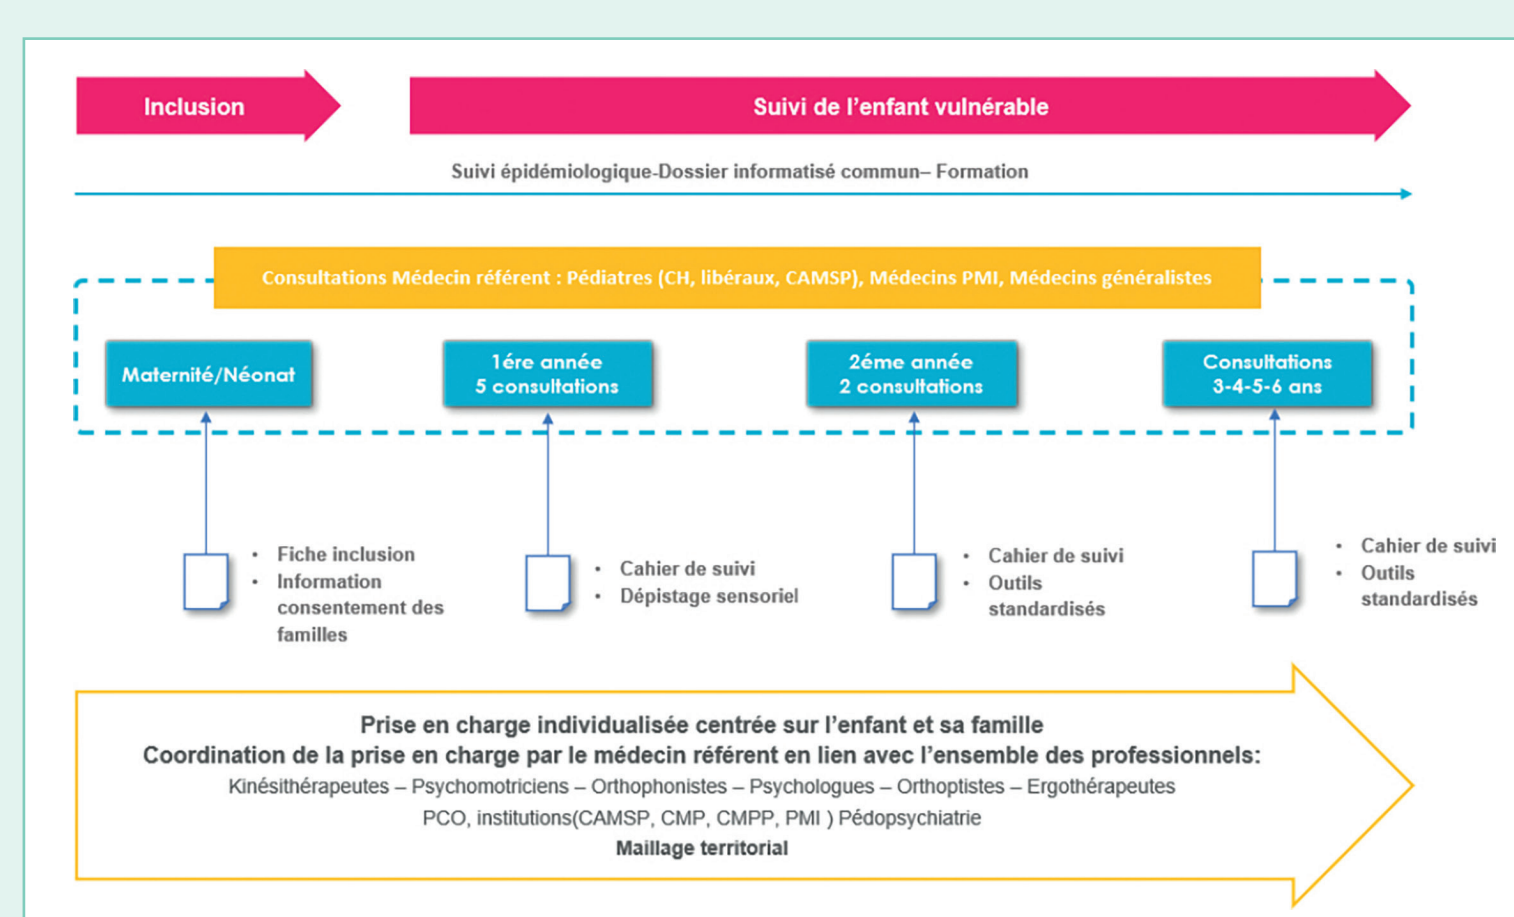 Inclusion
Suivi de l’enfant vulnérable
Suivi épidémiologique-Dossier informatisé commun– Formation
Consultations Médecin référent : Pédiatres (CH, libéraux, CAMSP), Médecins PMI, Médecins généralistes
Maternité/Néonat
1ére année
5 consultations
2éme année
2 consultations
Consultations
3-4-5-6 ans
• Fiche inclusion
• Information
consentement des
familles
• Cahier de suivi
• Dépistage sensoriel
• Cahier de suivi
• Outils
standardisés
• Cahier de suivi
• Outils
standardisés
Prise en charge individualisée centrée sur l’enfant et sa famille
Coordination de la prise en charge par le médecin référent en lien avec l’ensemble des professionnels:
Kinésithérapeutes – Psychomotriciens – Orthophonistes – Psychologues – Orthoptistes – Ergothérapeutes
PCO, institutions(CAMSP, CMP, CMPP, PMI ) Pédopsychiatrie
Maillage territorial